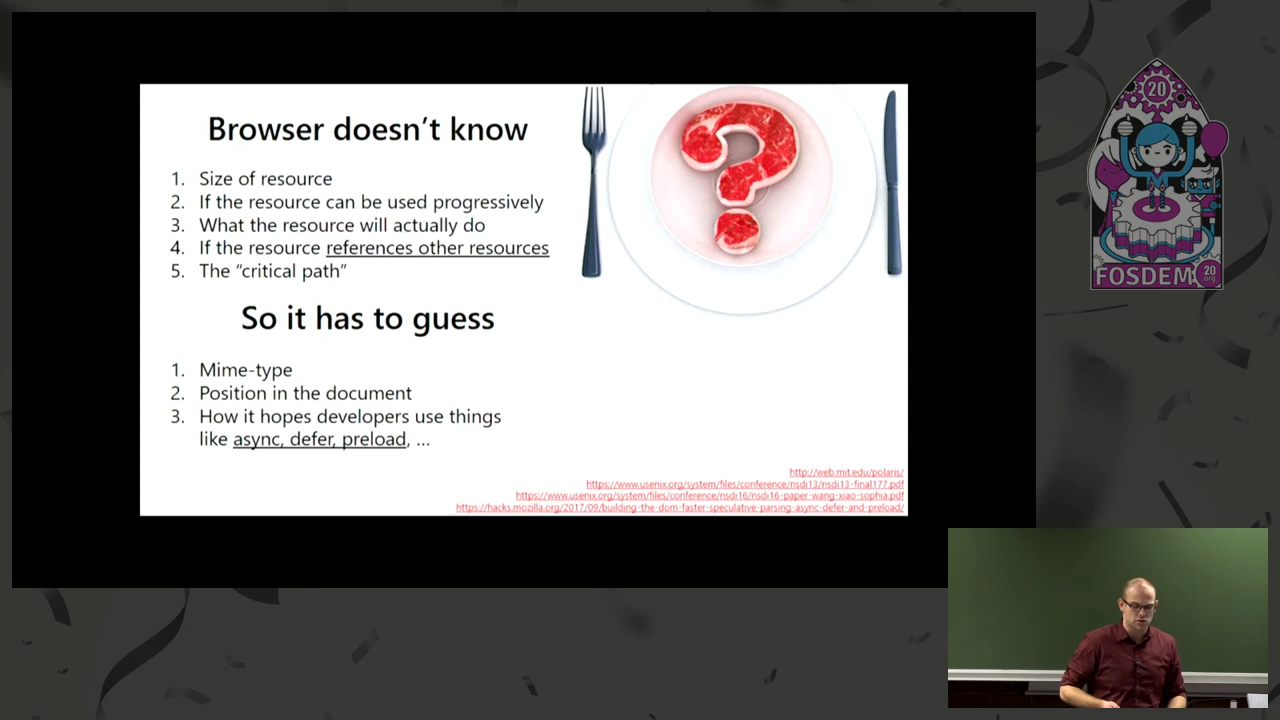 Browser doesn't know
1. Size of resource
2. If the resource can be used progressively
3. What the resource will actually do
4. If the resource references other resources
5. The "critical path"
So it has to guess
1. Mime-type
2. Position in the document
3. How it hopes developers use things
like async, defer, preload, ...
http://web.mit.edu/polaris/
https://www.usenix.org/system/files/conference/nsdi13/nsdi13-final177.pdf
https://www.usenix.org/system/files/conference/nsdi16/nsdi16-paper-wang-xiao-sophia.pdf
https://hacks.mozilla.org/2017/09/building-the-dom-faster-speculative-parsing-async-defer-and-preload/
20
FOSDEM
20
.org